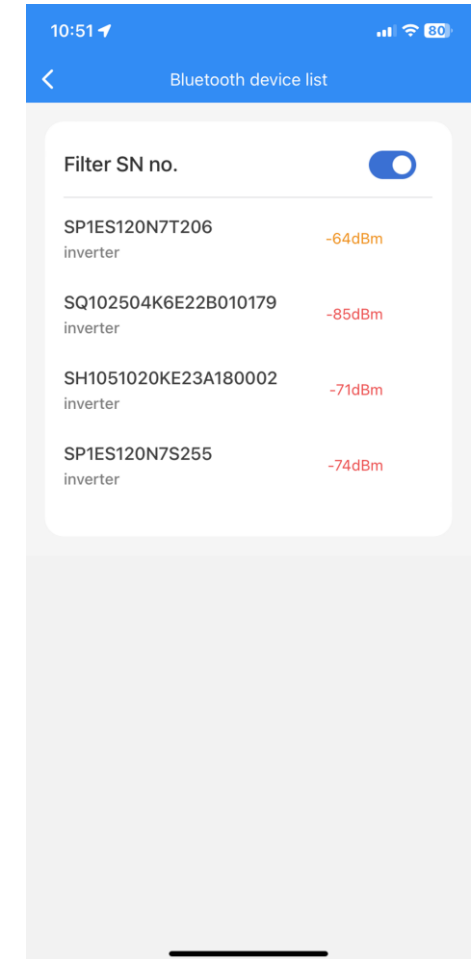 10:51
80
Bluetooth device list
Filter SN no.
SP1ES120N7T206
-64dBm
inverter
SQ102504K6E22B010179
-85dBm
inverter
SH1051020KE23A180002
-71dBm
inverter
SP1ES120N7S255
-74dBm
inverter